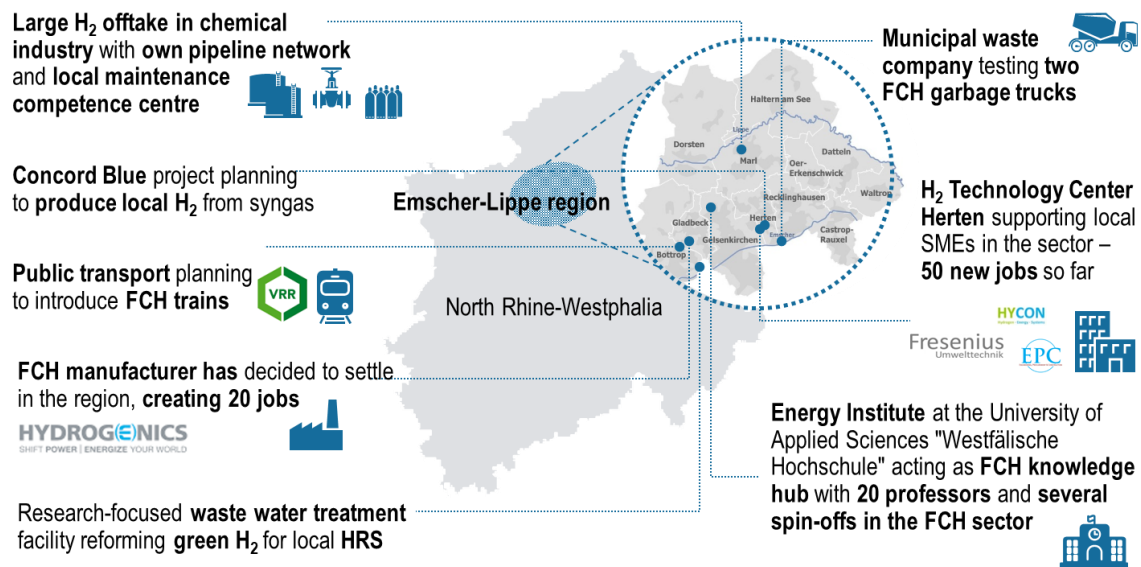 Large H₂ offtake in chemical
industry with own pipeline network
and local maintenance
competence centre
Concord Blue project planning
to produce local H₂ from syngas
Public transport planning
to introduce FCH trains
VRR
FCH manufacturer has decided to settle
in the region, creating 20 jobs
HYDROGENICS
SHIFT POWER | ENERGIZE YOUR WORLD
Research-focused waste water treatment
facility reforming green H₂ for local HRS
Emscher-Lippe region
North Rhine-Westphalia
Haltern am See
Lippe
Dorsten
Marl
Datteln
Oer-
Erkenschwick
Waltrop
Recklinghausen
Gladbeck
Herten
Emscher
Castrop-
Rauxel
Gelsenkirchen
Bottrop
Municipal waste
company testing two
FCH garbage trucks
H₂ Technology Center
Herten supporting local
SMEs in the sector –
50 new jobs so far
HYCON
Fresenius
Umwelttechnik
EPC
Energy Institute at the University of
Applied Sciences "Westfälische
Hochschule" acting as FCH knowledge
hub with 20 professors and several
spin-offs in the FCH sector